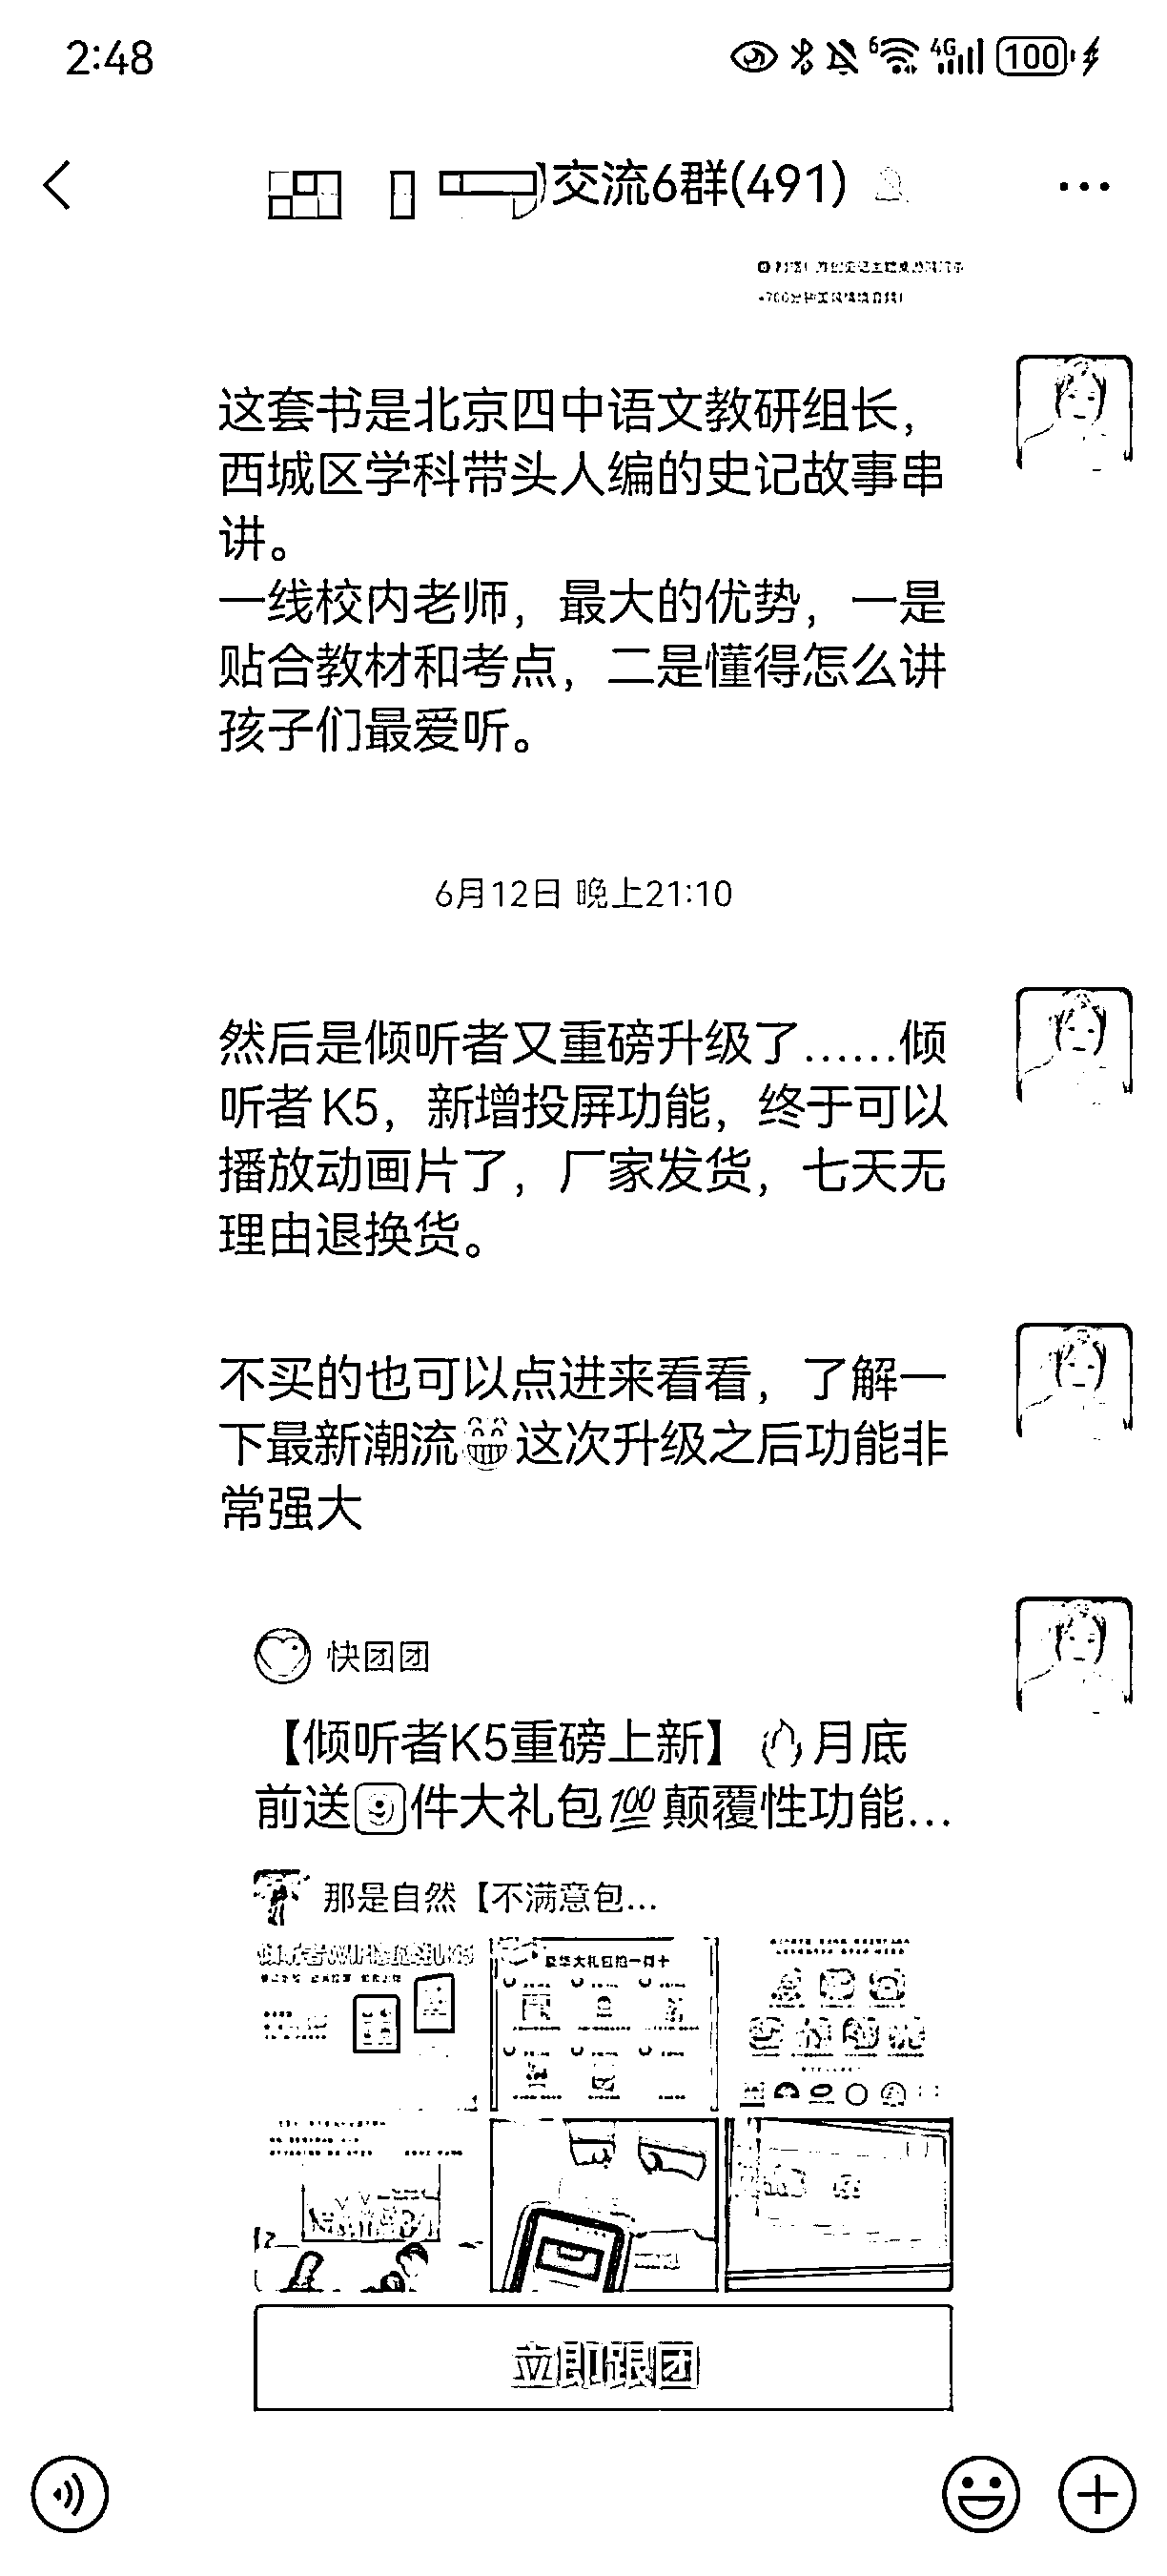 2:48
6
4G
100
交流6群(491)
这套书是北京四中语文教研组长，
西城区学科带头人编的史记故事串
讲。
一线校内老师，最大的优势，一是
贴合教材和考点，二是懂得怎么讲
孩子们最爱听。
6月12日 晚上21:10
然后是倾听者又重磅升级了……倾
听者K5，新增投屏功能，终于可以
播放动画片了，厂家发货，七天无
理由退换货。
不买的也可以点进来看看，了解一
下最新潮流😁这次升级之后功能非
常强大
快团团
【倾听者K5重磅上新】🔥月底
前送9️⃣件大礼包💯颠覆性功能...
那是自然【不满意包...
立即跟团